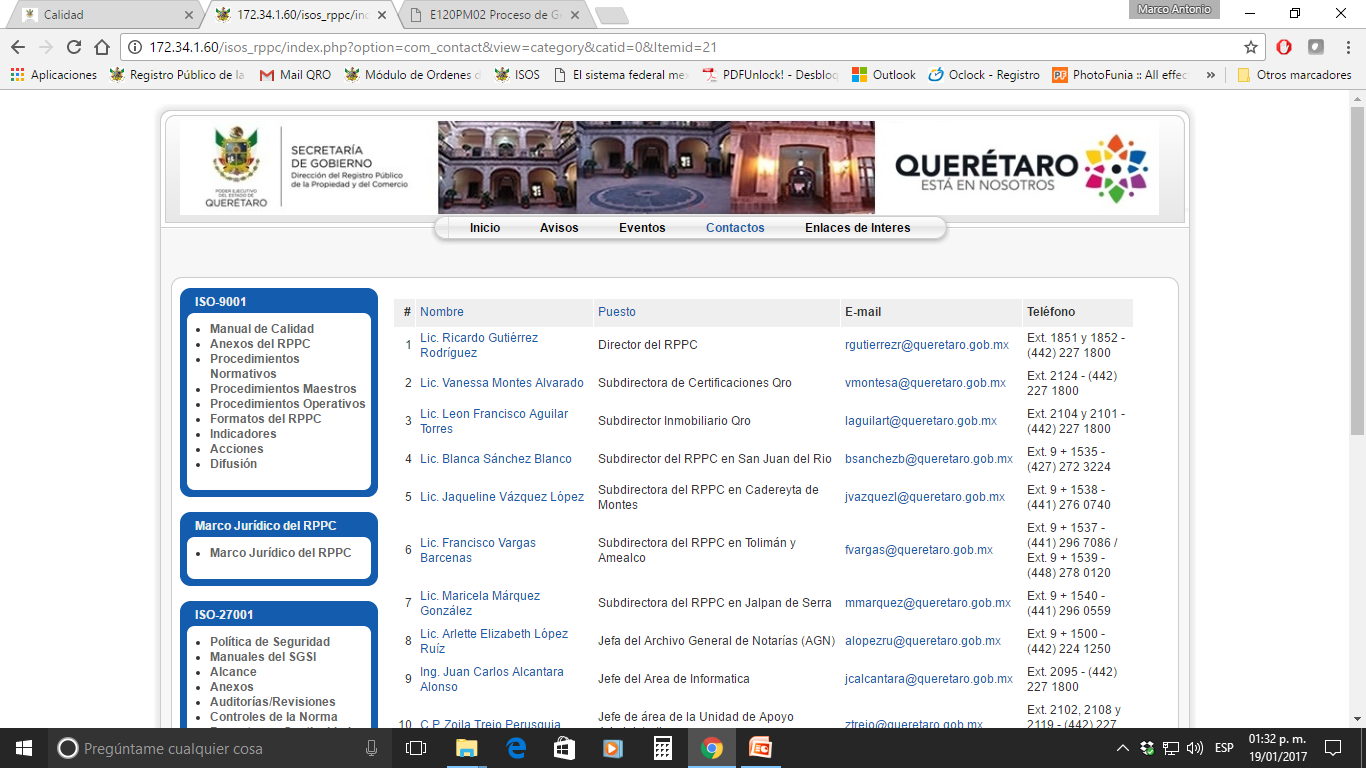 Calidad
172.34.1.60/isos_rppc/inc
E120PM02 Proceso de Ge
Marco Antonio
172.34.1.60/isos_rppc/index.php?option=com_contact&view=category&catid=0&Itemid=21
Aplicaciones
Registro Público de la
Mail QRO
Módulo de Ordenes d
ISOS
El sistema federal mex
PDFUnlock! - Desbloq
Outlook
Oclock - Registro
PhotoFunia :: All effec
»
Otros marcadores
PODER EJECUTIVO
DEL ESTADO DE
QUERÉTARO
SECRETARÍA
DE GOBIERNO
Dirección del Registro Público
de la Propiedad y del Comercio
QUERÉTARO
ESTÁ EN NOSOTROS
Inicio Avisos Eventos Contactos Enlaces de Interes
ISO-9001
Manual de Calidad
Anexos del RPPC
Procedimientos
Normativos
Procedimientos Maestros
Procedimientos Operativos
Formatos del RPPC
Indicadores
Acciones
Difusión
Marco Jurídico del RPPC
Marco Jurídico del RPPC
ISO-27001
Política de Seguridad
Manuales del SGSI
Alcance
Anexos
Auditorías/Revisiones
Controles de la Norma
# Nombre Puesto E-mail Teléfono
1 Lic. Ricardo Gutiérrez
Rodríguez
Director del RPPC
rgutierrezr@queretaro.gob.mx
Ext. 1851 y 1852 -
(442) 227 1800
2 Lic. Vanessa Montes Alvarado
Subdirectora de Certificaciones Qro
vmontesa@queretaro.gob.mx
Ext. 2124 - (442)
227 1800
3 Lic. Leon Francisco Aguilar
Torres
Subdirector Inmobiliario Qro
laguilart@queretaro.gob.mx
Ext. 2104 y 2101 -
(442) 227 1800
4 Lic. Blanca Sánchez Blanco
Subdirector del RPPC en San Juan del Rio
bsanchezb@queretaro.gob.mx
Ext. 9 + 1535 -
(427) 272 3224
5 Lic. Jaqueline Vázquez López
Subdirectora del RPPC en Cadereyta de
Montes
jvazquezl@queretaro.gob.mx
Ext. 9 + 1538 -
(441) 276 0740
6 Lic. Francisco Vargas
Barcenas
Subdirectora del RPPC en Tolimán y
Amealco
fvargas@queretaro.gob.mx
Ext. 9 + 1537 -
(441) 296 7086 /
Ext. 9 + 1539 -
(448) 278 0120
7 Lic. Maricela Márquez
González
Subdirectora del RPPC en Jalpan de Serra
mmarquez@queretaro.gob.mx
Ext. 9 + 1540 -
(441) 296 0559
8 Lic. Arlette Elizabeth López
Ruíz
Jefa del Archivo General de Notarías (AGN)
alopezru@queretaro.gob.mx
Ext. 9 + 1500 -
(442) 224 1250
9 Ing. Juan Carlos Alcantara
Alonso
Jefe del Area de Informatica
jcalcantara@queretaro.gob.mx
Ext. 2095 - (442)
227 1800
10 C.P. Zoila Trejo Perusquia
Jefe de área de la Unidad de Apoyo
ztrejo@queretaro.gob.mx
Ext. 2102, 2108 y
2119 - (442) 227
Pregúntame cualquier cosa
ESP
01:32 p. m.
19/01/2017